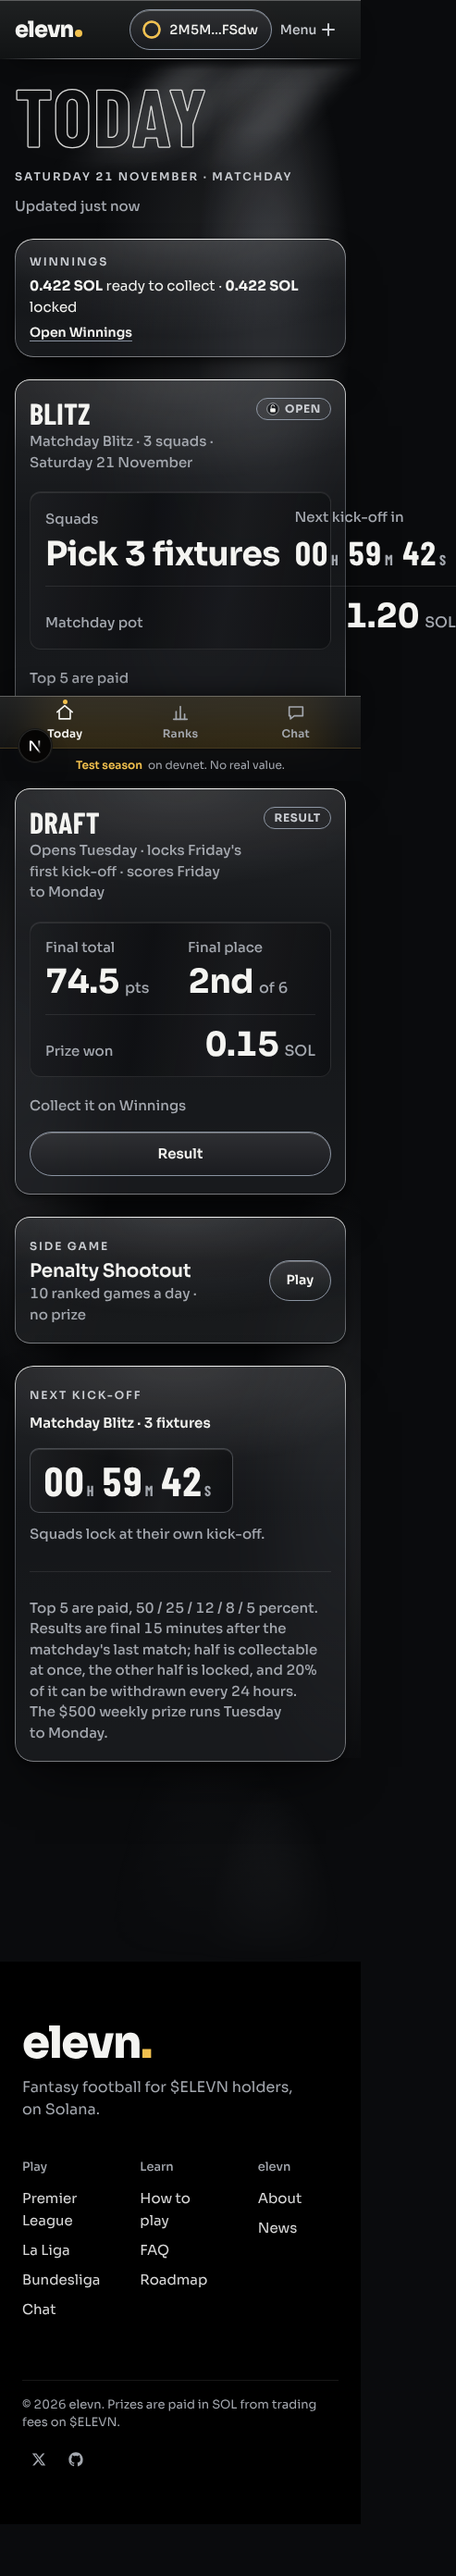 elevn.
2M5M...FSdw
Menu
TODAY
SATURDAY 21 NOVEMBER · MATCHDAY
Updated just now
WINNINGS
0.422 SOL ready to collect · 0.422 SOL
locked
Open Winnings
BLITZ
OPEN
Matchday Blitz · 3 squads ·
Saturday 21 November
Squads
Next kick-off in
Pick 3 fixtures
00 H 59 M 42 S
Matchday pot
1.20 SOL
Top 5 are paid
Today
Ranks
Chat
N
Test season on devnet. No real value.
DRAFT
RESULT
Opens Tuesday · locks Friday's
first kick-off · scores Friday
to Monday
Final total
Final place
74.5 pts
2nd of 6
Prize won
0.15 SOL
Collect it on Winnings
Result
SIDE GAME
Penalty Shootout
10 ranked games a day ·
no prize
Play
NEXT KICK-OFF
Matchday Blitz · 3 fixtures
00 H 59 M 42 S
Squads lock at their own kick-off.
Top 5 are paid, 50 / 25 / 12 / 8 / 5 percent.
Results are final 15 minutes after the
matchday's last match; half is collectable
at once, the other half is locked, and 20%
of it can be withdrawn every 24 hours.
The $500 weekly prize runs Tuesday
to Monday.
elevn.
Fantasy football for $ELEVN holders,
on Solana.
Play
Learn
elevn
Premier
League
How to
play
About
La Liga
FAQ
News
Bundesliga
Roadmap
Chat
© 2026 elevn. Prizes are paid in SOL from trading
fees on $ELEVN.